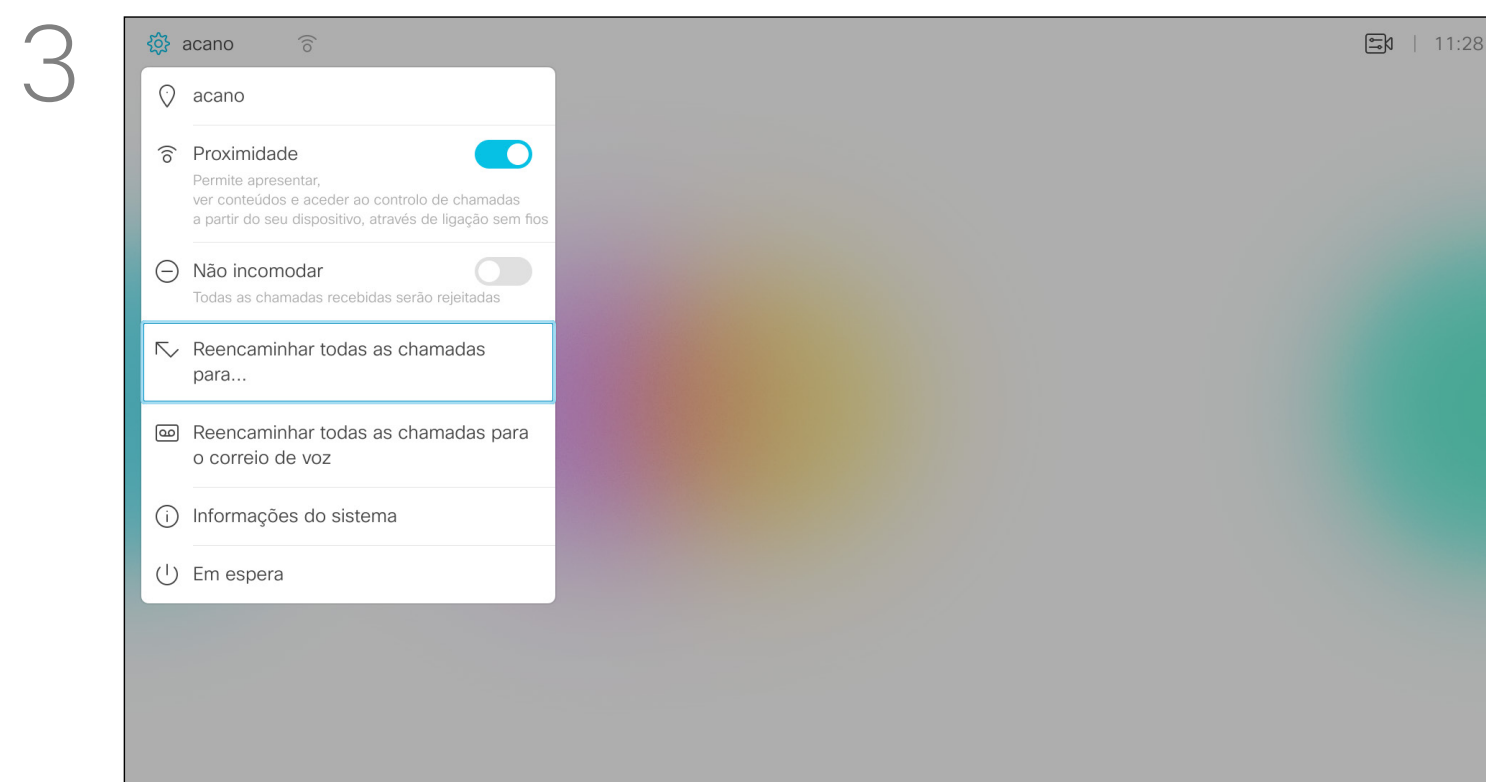 3
acano
11:28
acano
Proximidade
Permite apresentar,
ver conteúdos e aceder ao controlo de chamadas
a partir do seu dispositivo, através de ligação sem fios
Não incomodar
Todas as chamadas recebidas serão rejeitadas
Reencaminhar todas as chamadas
para...
Reencaminhar todas as chamadas para
o correio de voz
Informações do sistema
Em espera